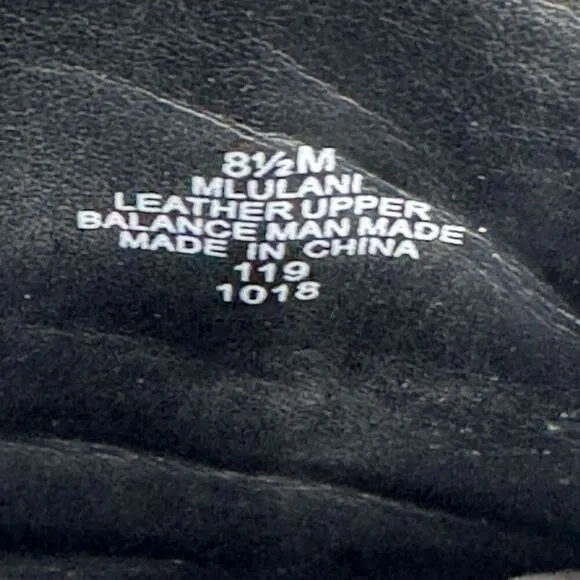 8½M
MLULANI
LEATHER UPPER
BALANCE MAN MADE
MADE IN CHINA
119
1018